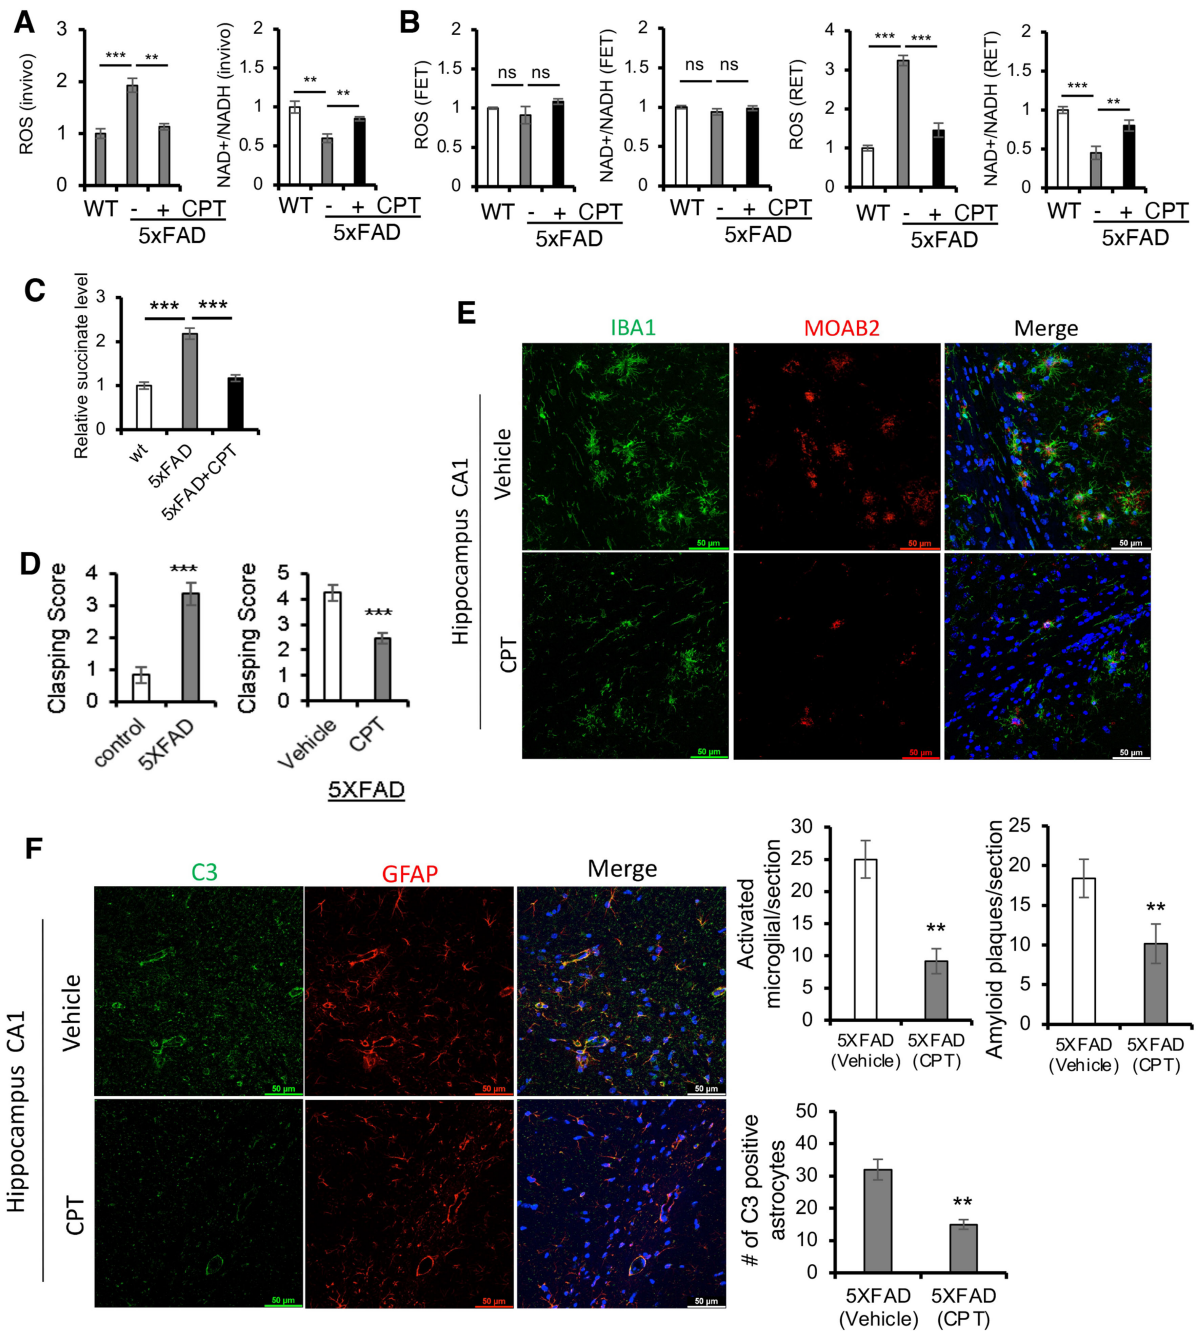 A
ROS (invivo)
3
2
1
0
***
**
WT
-
+
CPT
5xFAD
NAD+/NADH (invivo)
2
1.5
1
0.5
0
**
**
WT
-
+
CPT
5xFAD
B
ROS (FET)
2
1.5
1
0.5
0
ns
ns
WT
-
+
CPT
5xFAD
NAD+/NADH (FET)
2
1.5
1
0.5
0
ns
ns
WT
-
+
CPT
5xFAD
ROS (RET)
4
3
2
1
0
***
***
WT
-
+
CPT
5xFAD
NAD+/NADH (RET)
2
1.5
1
0.5
0
***
**
WT
-
+
CPT
5xFAD
C
Relative succinate level
3
2
1
0
***
***
wt
5xFAD
5xFAD+CPT
D
Clasping Score
4
3
2
1
0
***
control
5XFAD
Clasping Score
5
4
3
2
1
0
***
Vehicle
CPT
5XFAD
E
IBA1
MOAB2
Merge
Hippocampus CA1
Vehicle
50 µm
50 µm
50 µm
CPT
50 µm
50 µm
50 µm
Activated
microglial/section
30
25
20
15
10
5
0
**
5XFAD
(Vehicle)
5XFAD
(CPT)
Amyloid plaques/section
25
20
15
10
5
0
**
5XFAD
(Vehicle)
5XFAD
(CPT)
F
C3
GFAP
Merge
Hippocampus CA1
Vehicle
50 µm
50 µm
50 µm
CPT
50 µm
50 µm
50 µm
# of C3 positive
astrocytes
50
40
30
20
10
0
**
5XFAD
(Vehicle)
5XFAD
(CPT)